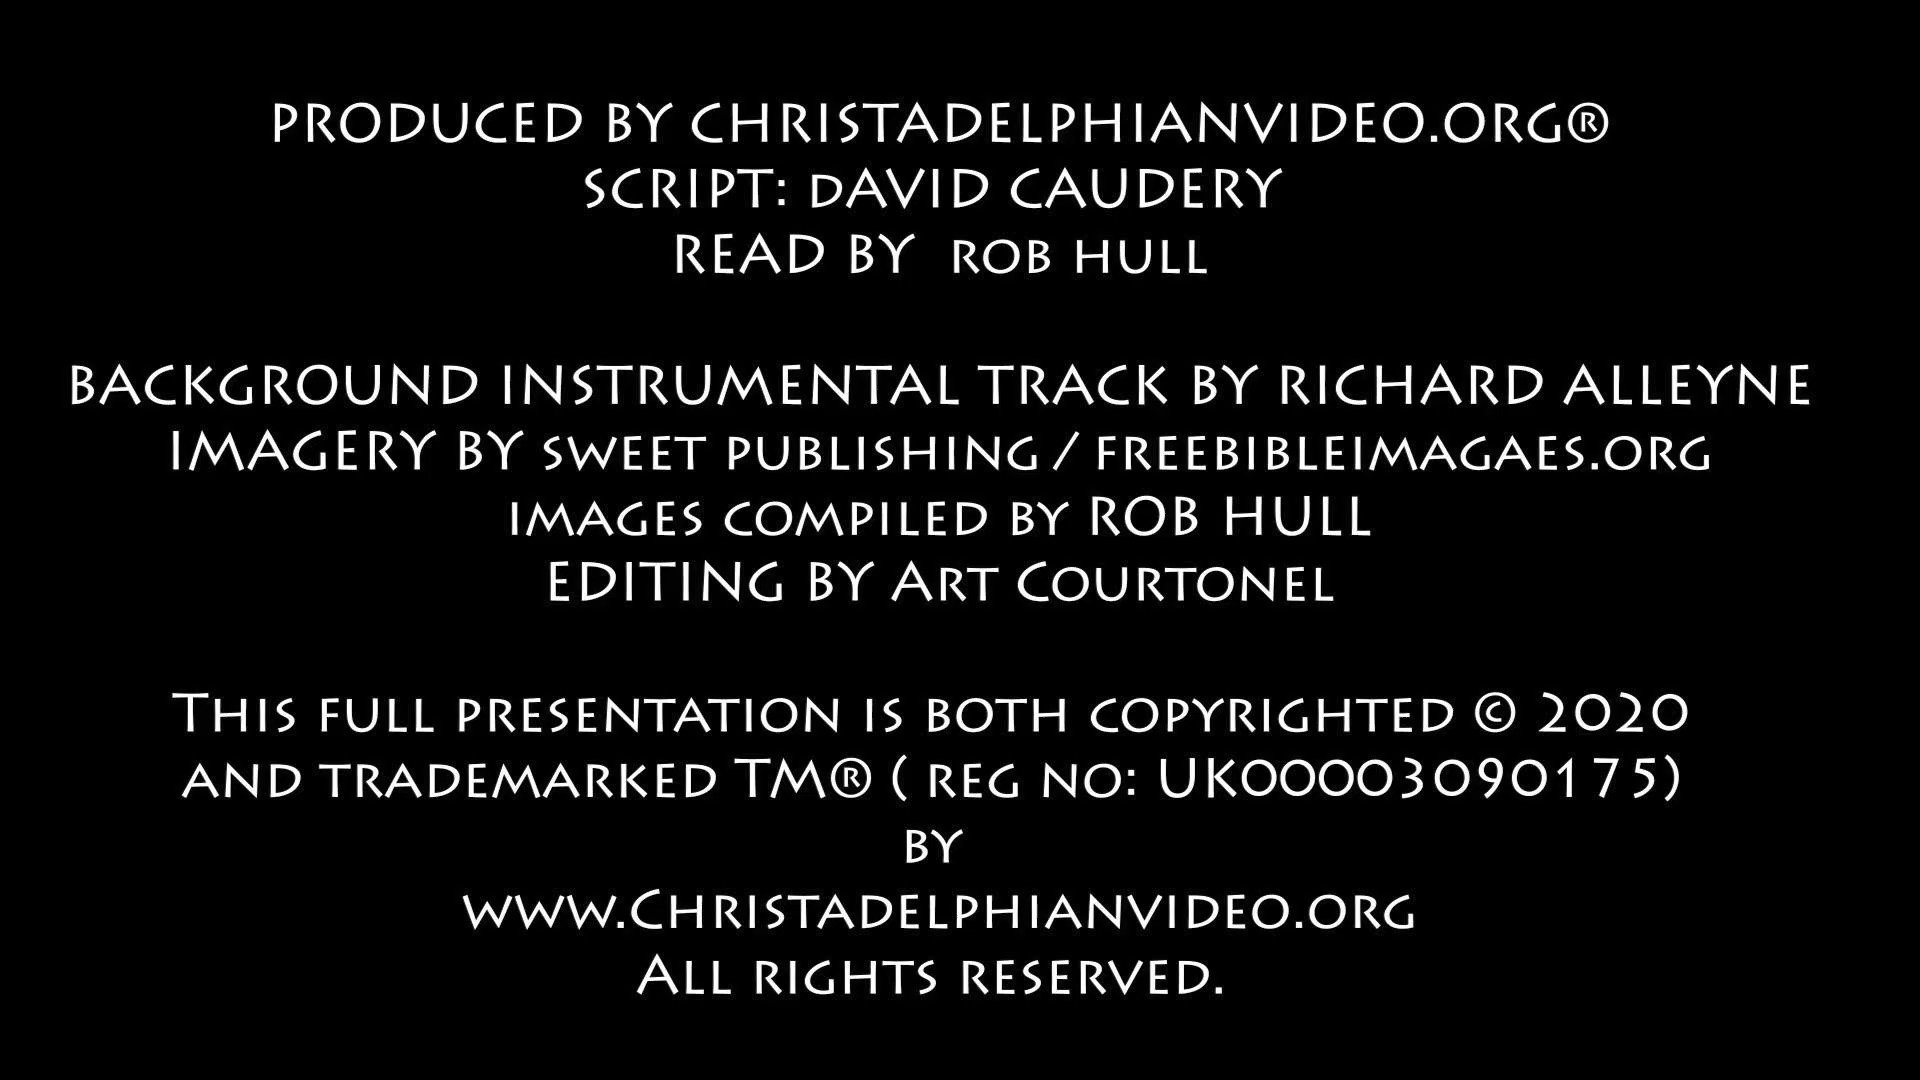 PRODUCED BY CHRISTADELPHIANVIDEO.ORG®
SCRIPT: dAVID CAUDERY
READ BY rob hull
BACKGROUND INSTRUMENTAL TRACK BY RICHARD ALLEYNE
IMAGERY BY sweet publishing / freebibleimagaes.org
images compiled by ROB HULL
EDITING BY Art Courtonel
This full presentation is both copyrighted © 2020
and trademarked TM® ( reg no: UK00003090175)
by
www.Christadelphianvideo.org
All rights reserved.